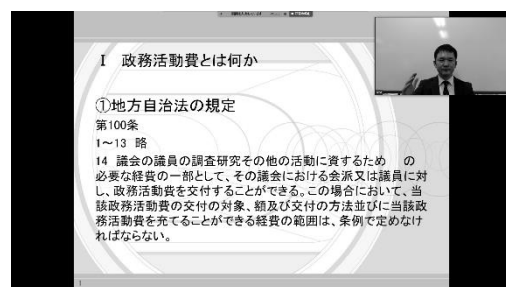 Ⅰ 政務活動費とは何か
①地方自治法の規定
第100条
1～13 略
14 議会の議員の調査研究その他の活動に資するため の
必要な経費の一部として、その議会における会派又は議員に対
し、政務活動費を交付することができる。この場合において、当
該政務活動費の交付の対象、額及び交付の方法並びに当該政
務活動費を充てることができる経費の範囲は、条例で定めなけ
ればならない。
1